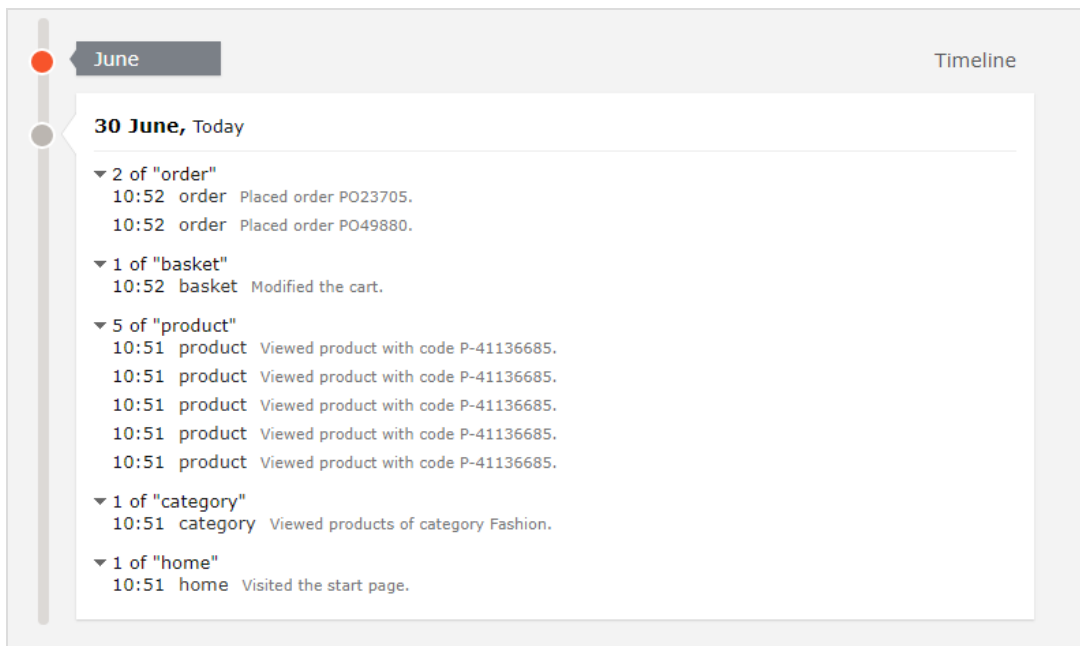 June
Timeline
30 June, Today
2 of "order"
10:52 order Placed order PO23705.
10:52 order Placed order PO49880.
1 of "basket"
10:52 basket Modified the cart.
5 of "product"
10:51 product Viewed product with code P-41136685.
10:51 product Viewed product with code P-41136685.
10:51 product Viewed product with code P-41136685.
10:51 product Viewed product with code P-41136685.
10:51 product Viewed product with code P-41136685.
1 of "category"
10:51 category Viewed products of category Fashion.
1 of "home"
10:51 home Visited the start page.